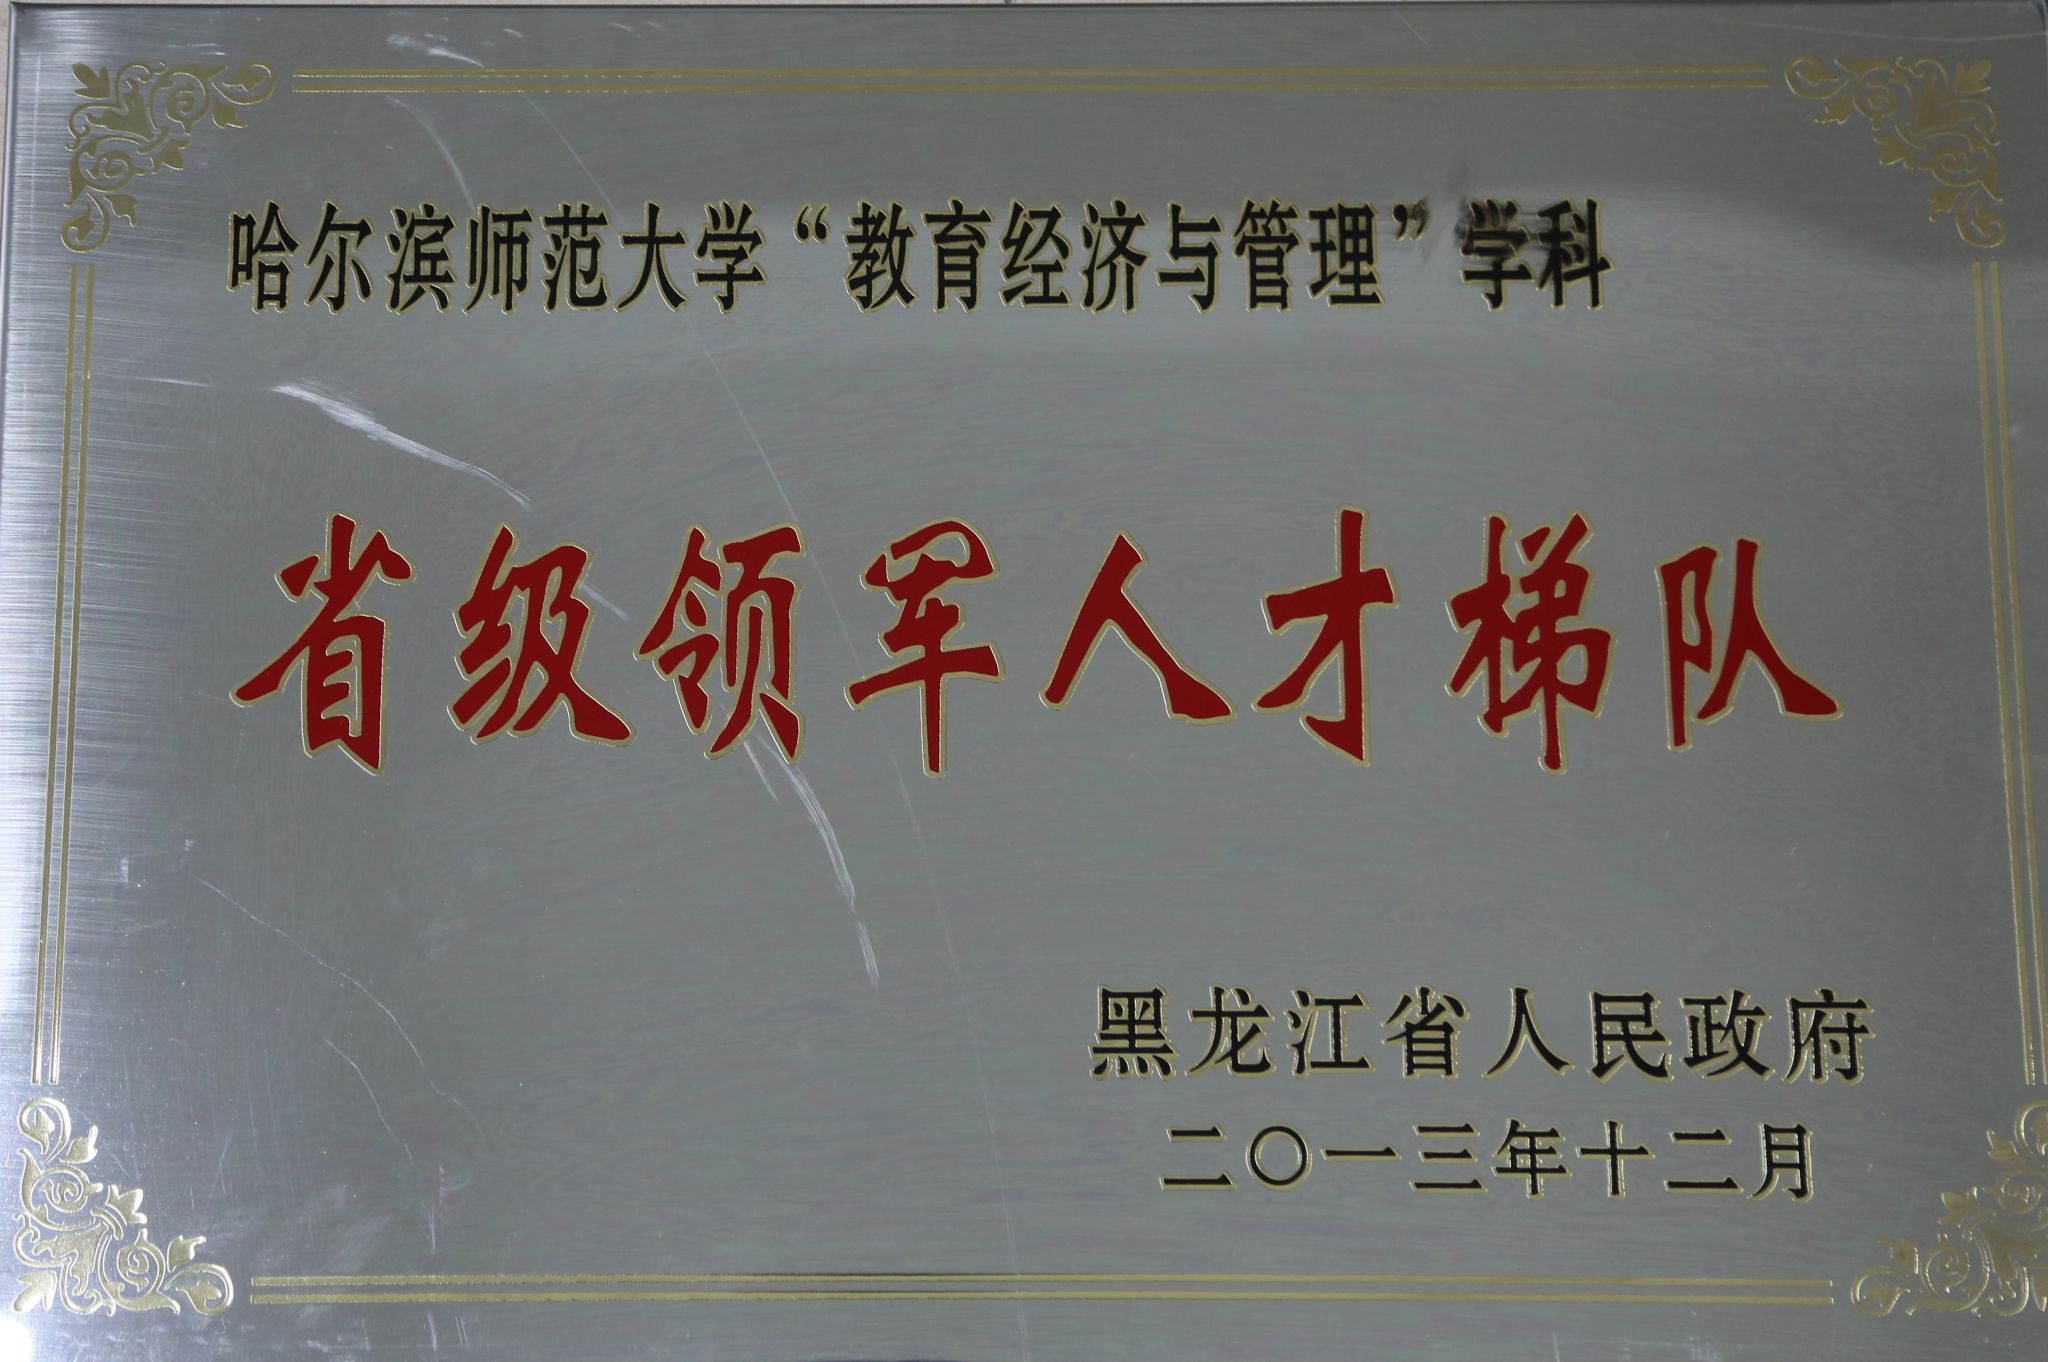 哈尔滨师范大学“教育经济与管理”学科
省级领军人才梯队
黑龙江省人民政府
二〇一三年十二月